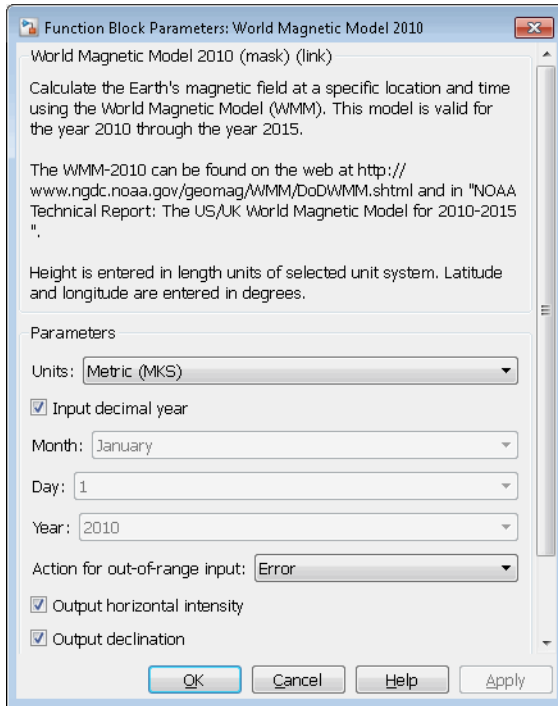 Function Block Parameters: World Magnetic Model 2010
World Magnetic Model 2010 (mask) (link)
Calculate the Earth's magnetic field at a specific location and time
using the World Magnetic Model (WMM). This model is valid for
the year 2010 through the year 2015.
The WMM-2010 can be found on the web at http://
www.ngdc.noaa.gov/geomag/WMM/DoDWMM.shtml and in "NOAA
Technical Report: The US/UK World Magnetic Model for 2010-2015
".
Height is entered in length units of selected unit system. Latitude
and longitude are entered in degrees.
Parameters
Units: Metric (MKS)
Input decimal year
Month: January
Day: 1
Year: 2010
Action for out-of-range input: Error
Output horizontal intensity
Output declination
OK Cancel Help Apply